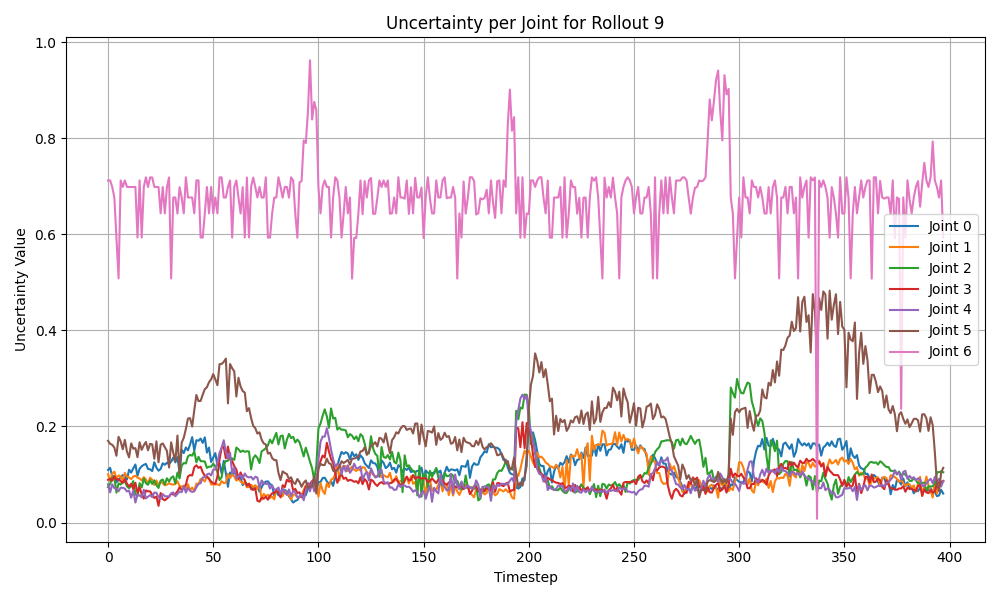 Uncertainty per Joint for Rollout 9
1.0
0.8
0.6
0.4
0.2
0.0
Uncertainty Value
Joint 0
Joint 1
Joint 2
Joint 3
Joint 4
Joint 5
Joint 6
0 50 100 150 200 250 300 350 400
Timestep